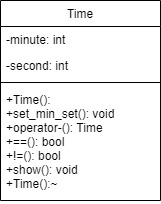 Time
-minute: int
-second: int
+Time():
+set_min_set(): void
+operator-(): Time
+==(): bool
+!=(): bool
+show(): void
+Time():~